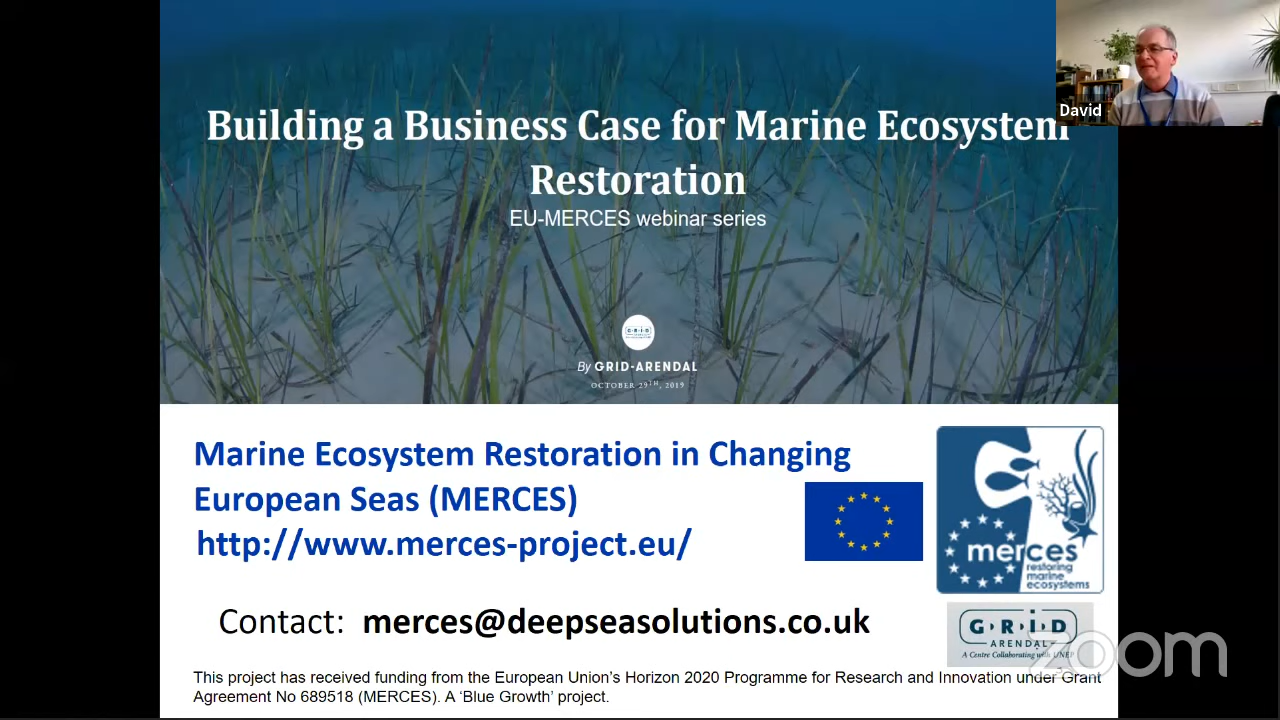 David
Building a Business Case for Marine Ecosystem
Restoration
EU-MERCES webinar series
GRID
By GRID-ARENDAL
OCTOBER 29TH, 2019
Marine Ecosystem Restoration in Changing
European Seas (MERCES)
http://www.merces-project.eu/
merces
restoring
marine
ecosystems
Contact: merces@deepseasolutions.co.uk
G·R·I·D
ARENDAL
A Centre Collaborating with UNEP
zoom
This project has received funding from the European Union’s Horizon 2020 Programme for Research and Innovation under Grant
Agreement No 689518 (MERCES). A ‘Blue Growth’ project.